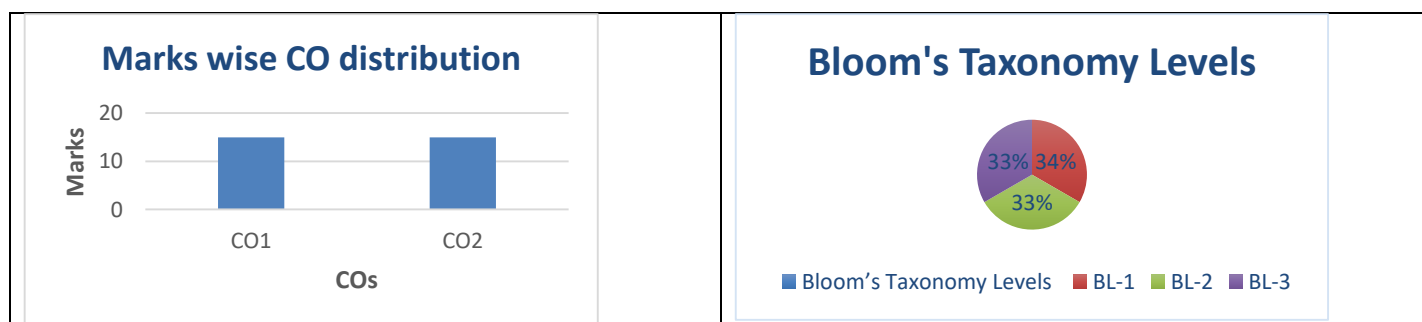 Marks wise CO distribution
20
10
0
Marks
CO1 CO2
COs
Bloom's Taxonomy Levels
33% 34%
33%
Bloom’s Taxonomy Levels BL-1 BL-2 BL-3